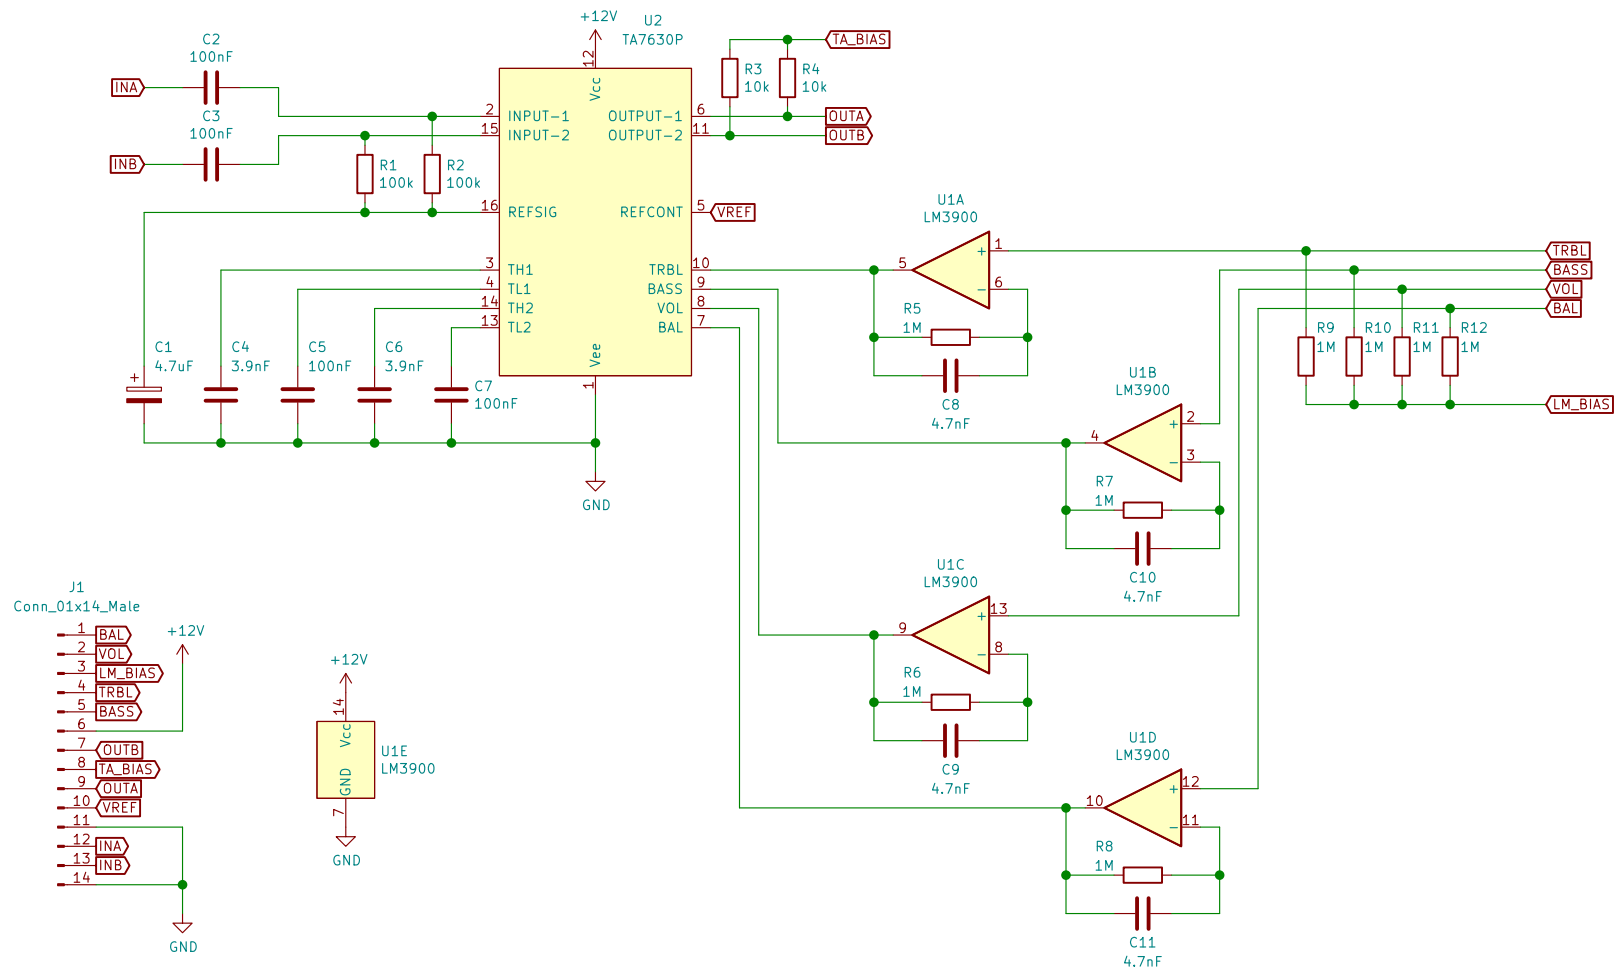 +12V
U2
TA7630P
12
Vcc
C2
100nF
INA
C3
100nF
INB
2
INPUT-1
15
INPUT-2
R1
100k
R2
100k
16
REFSIG
3
TH1
4
TL1
14
TH2
13
TL2
OUTPUT-1
6
OUTPUT-2
11
REFCONT
5
VREF
TRBL
10
BASS
9
VOL
8
BAL
7
Vee
1
GND
R3
10k
R4
10k
TA_BIAS
OUTA
OUTB
C1
4.7uF
+
C4
3.9nF
C5
100nF
C6
3.9nF
C7
100nF
U1A
LM3900
5
+
1
−
6
R5
1M
C8
4.7nF
U1B
LM3900
4
+
2
−
3
R7
1M
C10
4.7nF
TRBL
BASS
VOL
BAL
R9
1M
R10
1M
R11
1M
R12
1M
LM_BIAS
U1C
LM3900
9
+
13
−
8
R6
1M
C9
4.7nF
U1D
LM3900
10
+
12
−
11
R8
1M
C11
4.7nF
J1
Conn_01x14_Male
1
BAL
2
VOL
3
LM_BIAS
4
TRBL
5
BASS
6
7
OUTB
8
TA_BIAS
9
OUTA
10
VREF
11
12
INA
13
INB
14
+12V
GND
+12V
14
Vcc
U1E
LM3900
GND
7
GND